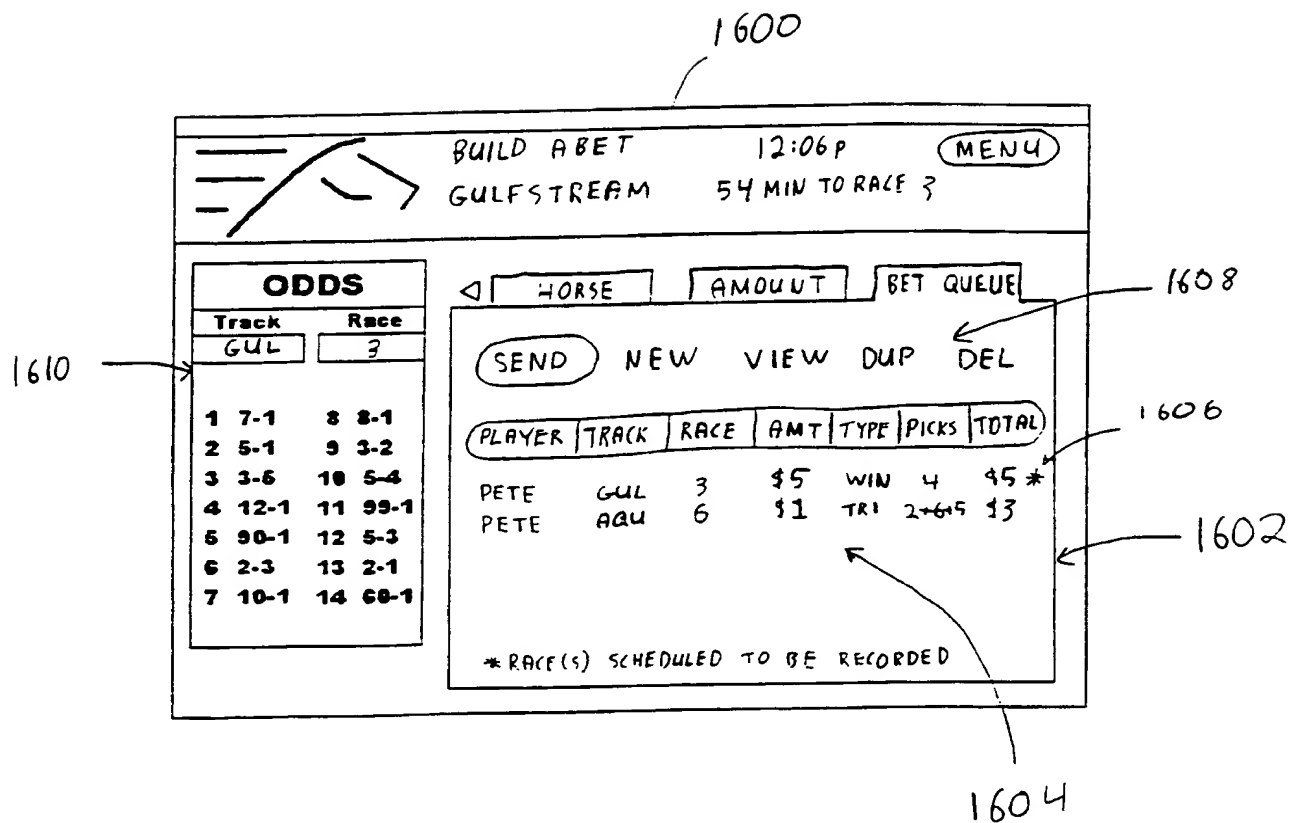 1600
BUILD A BET 12:06P MENU
GULFSTREAM 54 MIN TO RACE 3
ODDS
Track Race
GUL 3
1 7-1 8 8-1
2 5-1 9 3-2
3 3-5 10 5-4
4 12-1 11 99-1
5 90-1 12 5-3
6 2-3 13 2-1
7 10-1 14 60-1
HORSE AMOUNT BET QUEUE
SEND NEW VIEW DUP DEL
PLAYER TRACK RACE AMT TYPE PICKS TOTAL
PETE GUL 3 $5 WIN 4 $5 *
PETE AQU 6 $1 TRI 2+6+5 $3
* RACE(S) SCHEDULED TO BE RECORDED
1608
1610
1606
1602
1604